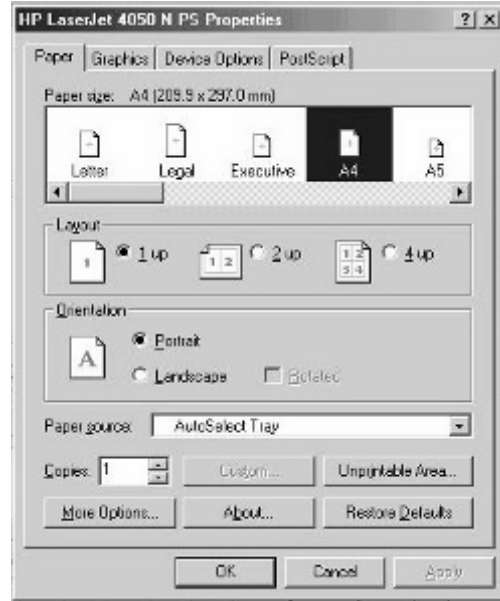 HP LaserJet 4050 N PS Properties
Paper Graphics Device Options PostScript
Paper size: A4 (209.9 x 297.0 mm)
Letter Legal Executive A4 A5
Layout
1 1 up 1 2 2 up 1 2 3 4 4 up
Orientation
A Portrait
Landscape Rotated
Paper source: AutoSelect Tray
Copies: 1 Custom... Unprintable Area...
More Options... About... Restore Defaults
OK Cancel Apply